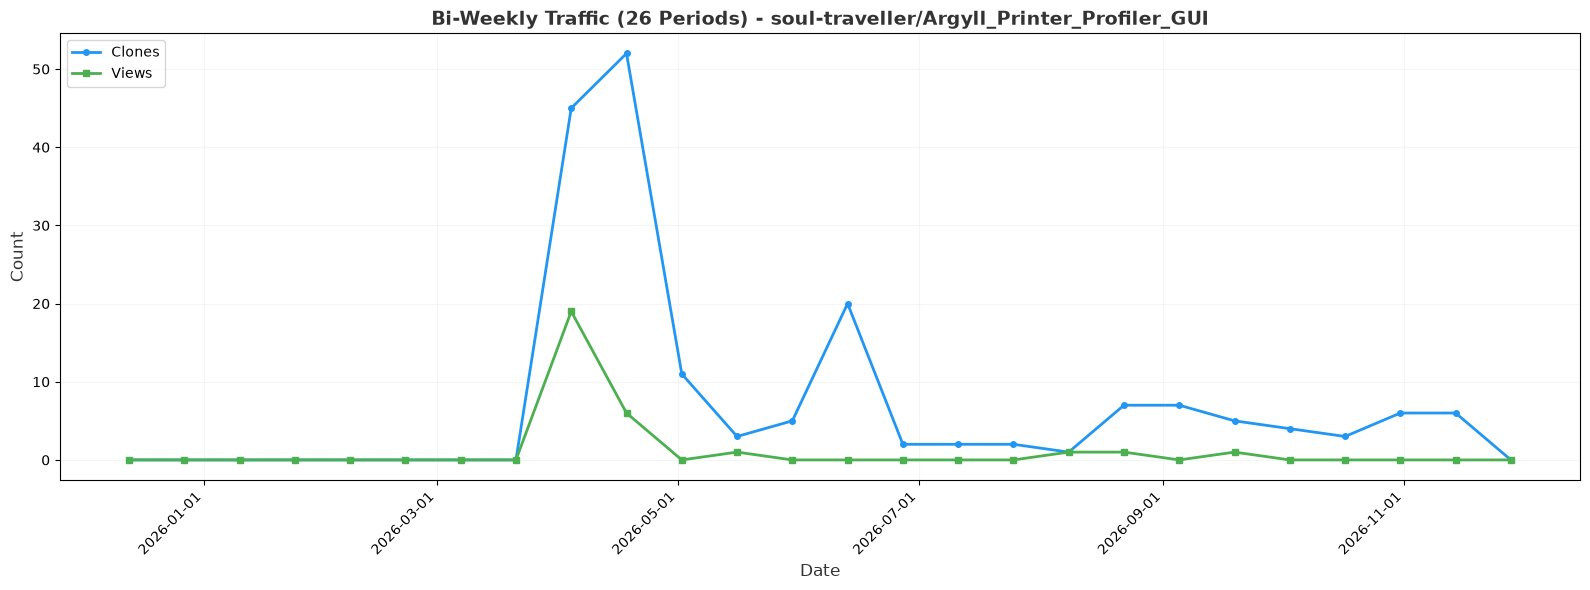 Bi-Weekly Traffic (26 Periods) - soul-traveller/Argyll_Printer_Profiler_GUI
Clones
Views
50
40
30
20
10
0
Count
2026-01-01
2026-03-01
2026-05-01
2026-07-01
2026-09-01
2026-11-01
Date